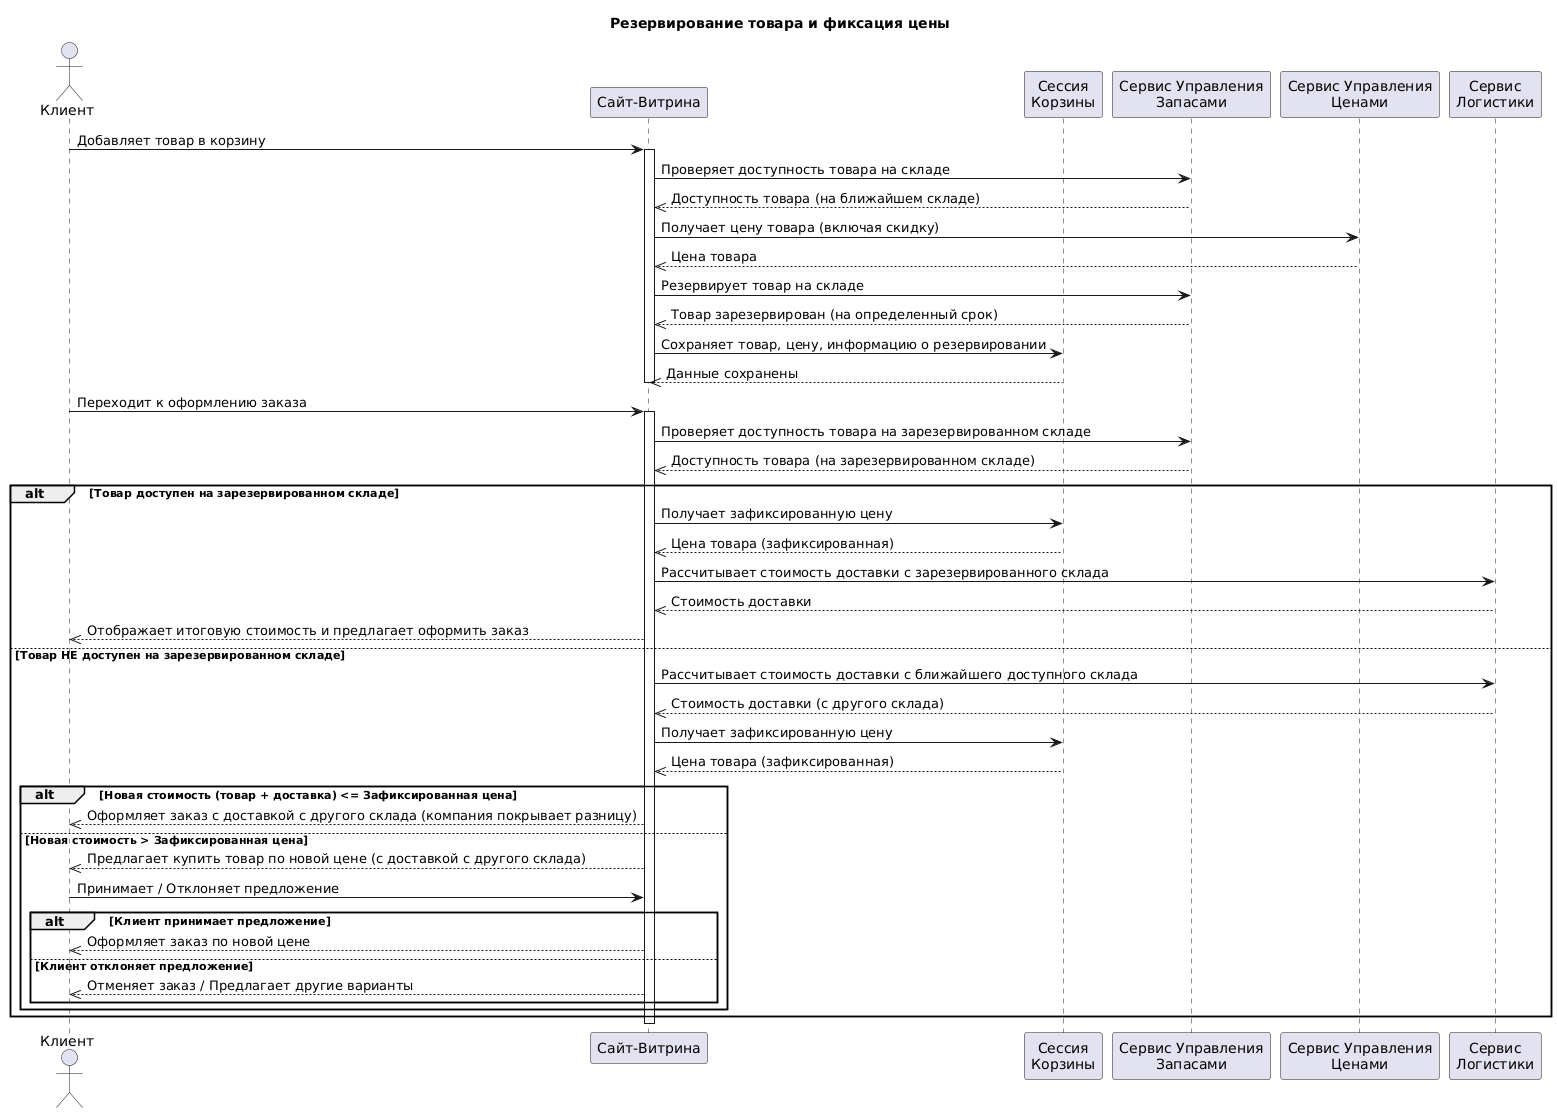 Резервирование товара и фиксация цены
Клиент
Сайт-Витрина
Сессия
Корзины
Сервис Управления
Запасами
Сервис Управления
Ценами
Сервис
Логистики
Добавляет товар в корзину
Проверяет доступность товара на складе
Доступность товара (на ближайшем складе)
Получает цену товара (включая скидку)
Цена товара
Резервирует товар на складе
Товар зарезервирован (на определенный срок)
Сохраняет товар, цену, информацию о резервировании
Данные сохранены
Переходит к оформлению заказа
Проверяет доступность товара на зарезервированном складе
Доступность товара (на зарезервированном складе)
alt [Товар доступен на зарезервированном складе]
Получает зафиксированную цену
Цена товара (зафиксированная)
Рассчитывает стоимость доставки с зарезервированного склада
Стоимость доставки
Отображает итоговую стоимость и предлагает оформить заказ
[Товар НЕ доступен на зарезервированном складе]
Рассчитывает стоимость доставки с ближайшего доступного склада
Стоимость доставки (с другого склада)
Получает зафиксированную цену
Цена товара (зафиксированная)
alt [Новая стоимость (товар + доставка) <= Зафиксированная цена]
Оформляет заказ с доставкой с другого склада (компания покрывает разницу)
[Новая стоимость > Зафиксированная цена]
Предлагает купить товар по новой цене (с доставкой с другого склада)
Принимает / Отклоняет предложение
alt [Клиент принимает предложение]
Оформляет заказ по новой цене
[Клиент отклоняет предложение]
Отменяет заказ / Предлагает другие варианты
Клиент
Сайт-Витрина
Сессия
Корзины
Сервис Управления
Запасами
Сервис Управления
Ценами
Сервис
Логистики